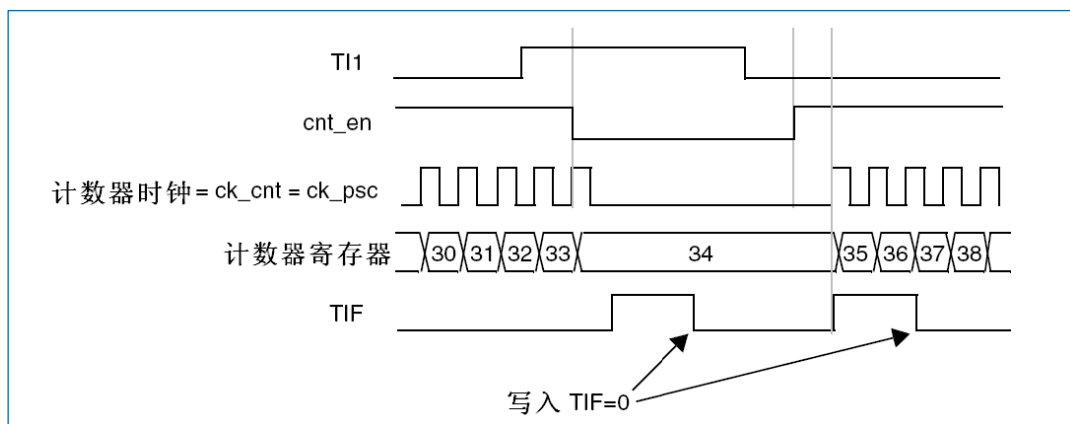 TI1
cnt_en
计数器时钟= ck_cnt = ck_psc
计数器寄存器 30 31 32 33 34 35 36 37 38
TIF
写入 TIF=0